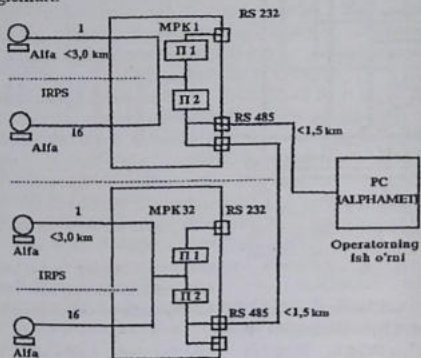 RS 232
МРК1
1
П 1
Alfa <3,0 km
IRPS
П 2
RS 485
<1,5 km
16
Alfa
PC
(ALPHAMET)
Operatorning
ish o'rni
1
МРК32
RS 232
<3,0 km
Alfa
П 1
IRPS
П 2
RS 485
<1,5 km
16
Alfa